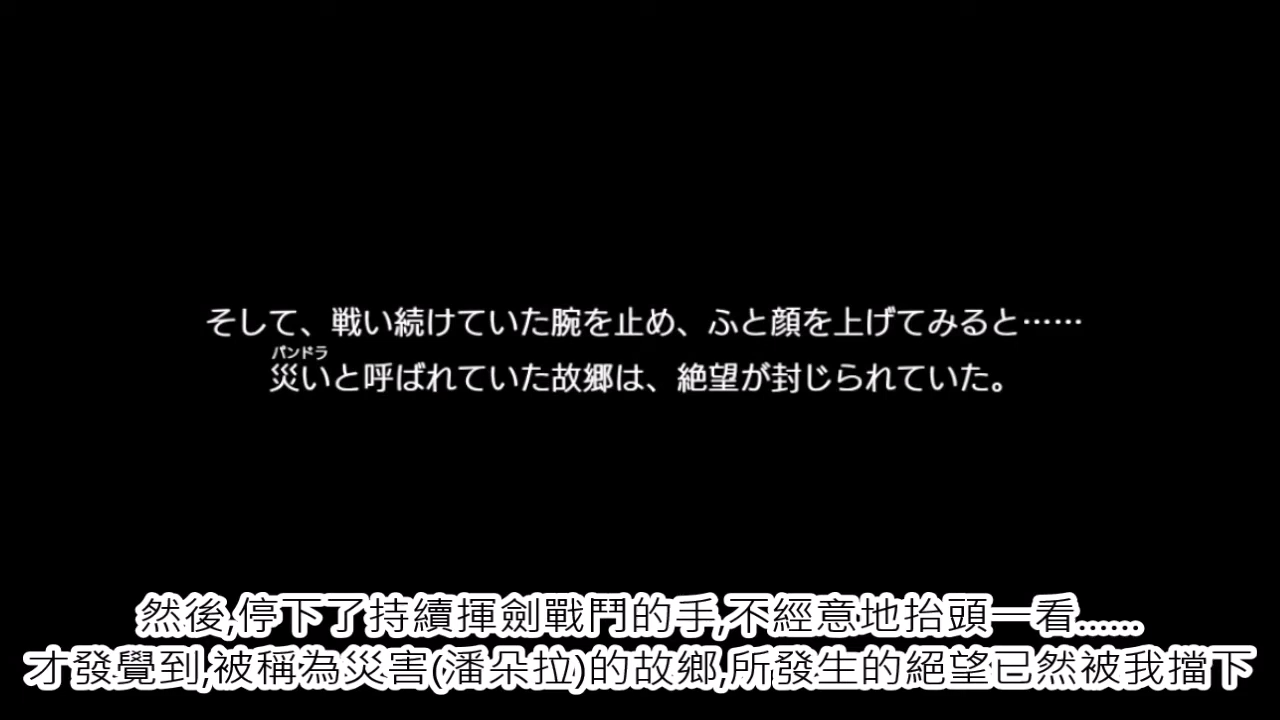 そして、戦い続けていた腕を止め、ふと顔を上げてみると……
パンドラ
災いと呼ばれていた故郷は、絶望が封じられていた。
然後,停下了持續揮劍戰鬥的手,不經意地抬頭一看......
才發覺到,被稱為災害(潘朵拉)的故鄉,所發生的絕望已然被我擋下